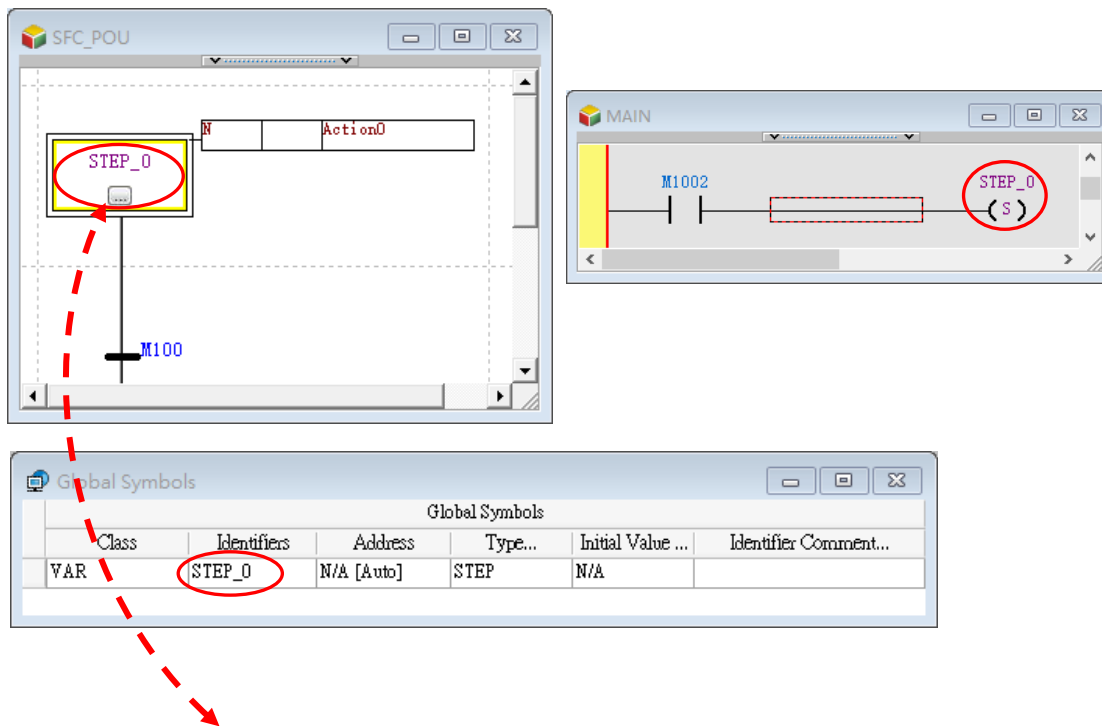 SFC_POU
N Action0
STEP_0
...
M100
MAIN
M1002 STEP_0
S
Global Symbols
Global Symbols
Class Identifiers Address Type... Initial Value ... Identifier Comment...
VAR STEP_0 N/A [Auto] STEP N/A